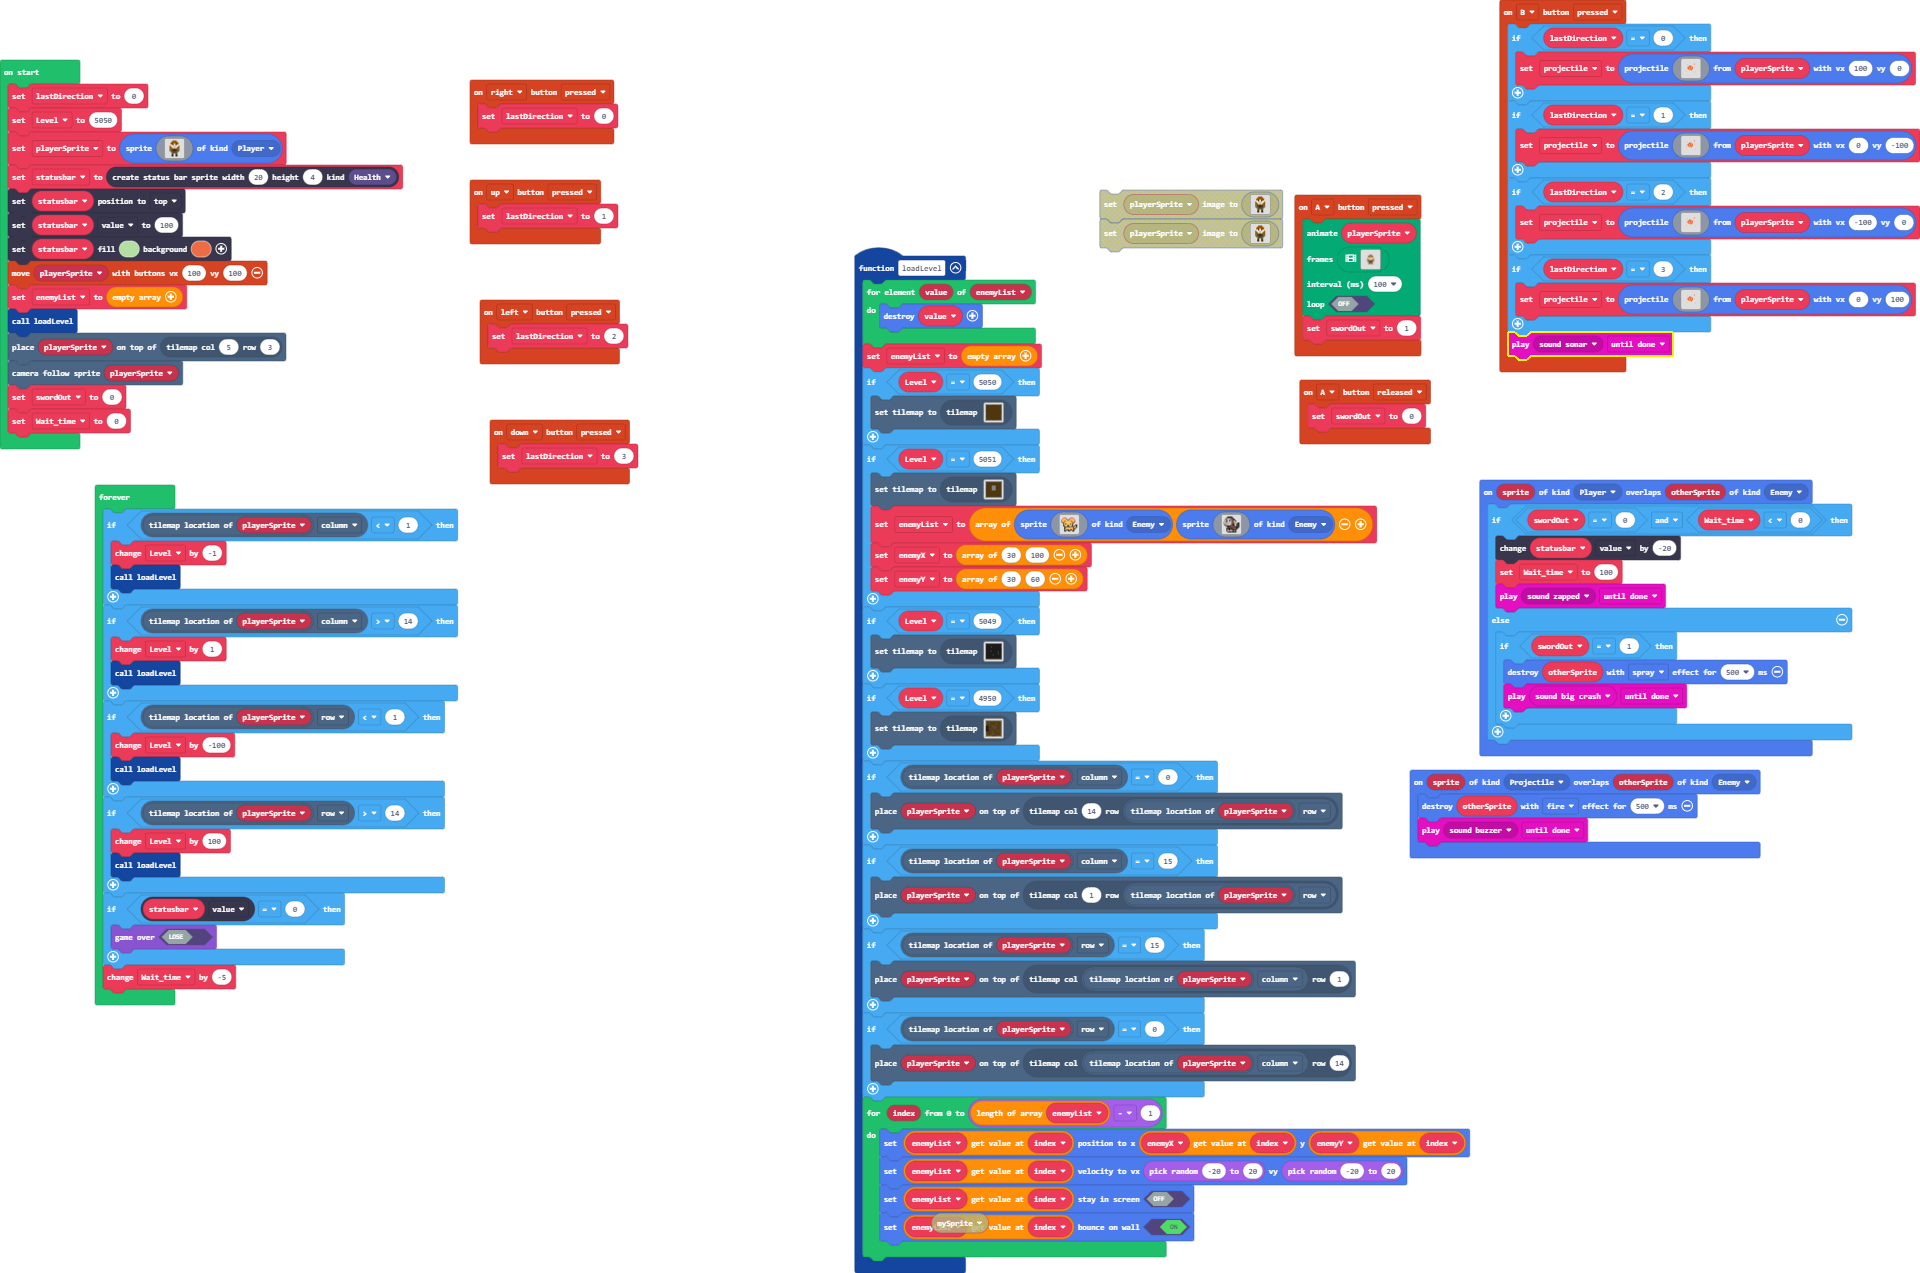 on start
set lastDirection to 0
set Level to 5050
set playerSprite to sprite of kind Player
set statusbar to create status bar sprite width 20 height 4 kind Health
set statusbar position to top
set statusbar value to 100
set statusbar fill background
move playerSprite with buttons vx 100 vy 100
set enemyList to empty array
call loadLevel
place playerSprite on top of tilemap col 5 row 3
camera follow sprite playerSprite
set swordOut to 0
set Wait_time to 0
forever
if tilemap location of playerSprite column < 1 then
change Level by -1
call loadLevel
if tilemap location of playerSprite column > 14 then
change Level by 1
call loadLevel
if tilemap location of playerSprite row < 1 then
change Level by -100
call loadLevel
if tilemap location of playerSprite row > 14 then
change Level by 100
call loadLevel
if statusbar value = 0 then
game over LOSE
change Wait_time by -5
on right button pressed
set lastDirection to 0
on up button pressed
set lastDirection to 1
on left button pressed
set lastDirection to 2
on down button pressed
set lastDirection to 3
function loadLevel
for element value of enemyList
do
destroy value
set enemyList to empty array
if Level = 5050 then
set tilemap to tilemap
if Level = 5051 then
set tilemap to tilemap
set enemyList to array of sprite of kind Enemy sprite of kind Enemy
set enemyX to array of 30 100
set enemyY to array of 30 60
if Level = 5049 then
set tilemap to tilemap
if Level = 4950 then
set tilemap to tilemap
if tilemap location of playerSprite column = 0 then
place playerSprite on top of tilemap col 14 row tilemap location of playerSprite row
if tilemap location of playerSprite column = 15 then
place playerSprite on top of tilemap col 1 row tilemap location of playerSprite row
if tilemap location of playerSprite row = 15 then
place playerSprite on top of tilemap col tilemap location of playerSprite column row 1
if tilemap location of playerSprite row = 0 then
place playerSprite on top of tilemap col tilemap location of playerSprite column row 14
for index from 0 to length of array enemyList - 1
do
set enemyList get value at index position to x enemyX get value at index y enemyY get value at index
set enemyList get value at index velocity to vx pick random -20 to 20 vy pick random -20 to 20
set enemyList get value at index stay in screen OFF
set enemy mySprite value at index bounce on wall ON
set playerSprite image to
set playerSprite image to
on A button pressed
animate playerSprite
frames
interval (ms) 100
loop OFF
set swordOut to 1
on A button released
set swordOut to 0
on B button pressed
if lastDirection = 0 then
set projectile to projectile from playerSprite with vx 100 vy 0
if lastDirection = 1 then
set projectile to projectile from playerSprite with vx 0 vy -100
if lastDirection = 2 then
set projectile to projectile from playerSprite with vx -100 vy 0
if lastDirection = 3 then
set projectile to projectile from playerSprite with vx 0 vy 100
play sound sonar until done
on sprite of kind Player overlaps otherSprite of kind Enemy
if swordOut = 0 and Wait_time < 0 then
change statusbar value by -20
set Wait_time to 100
play sound zapped until done
else
if swordOut = 1 then
destroy otherSprite with spray effect for 500 ms
play sound big crash until done
on sprite of kind Projectile overlaps otherSprite of kind Enemy
destroy otherSprite with fire effect for 500 ms
play sound buzzer until done